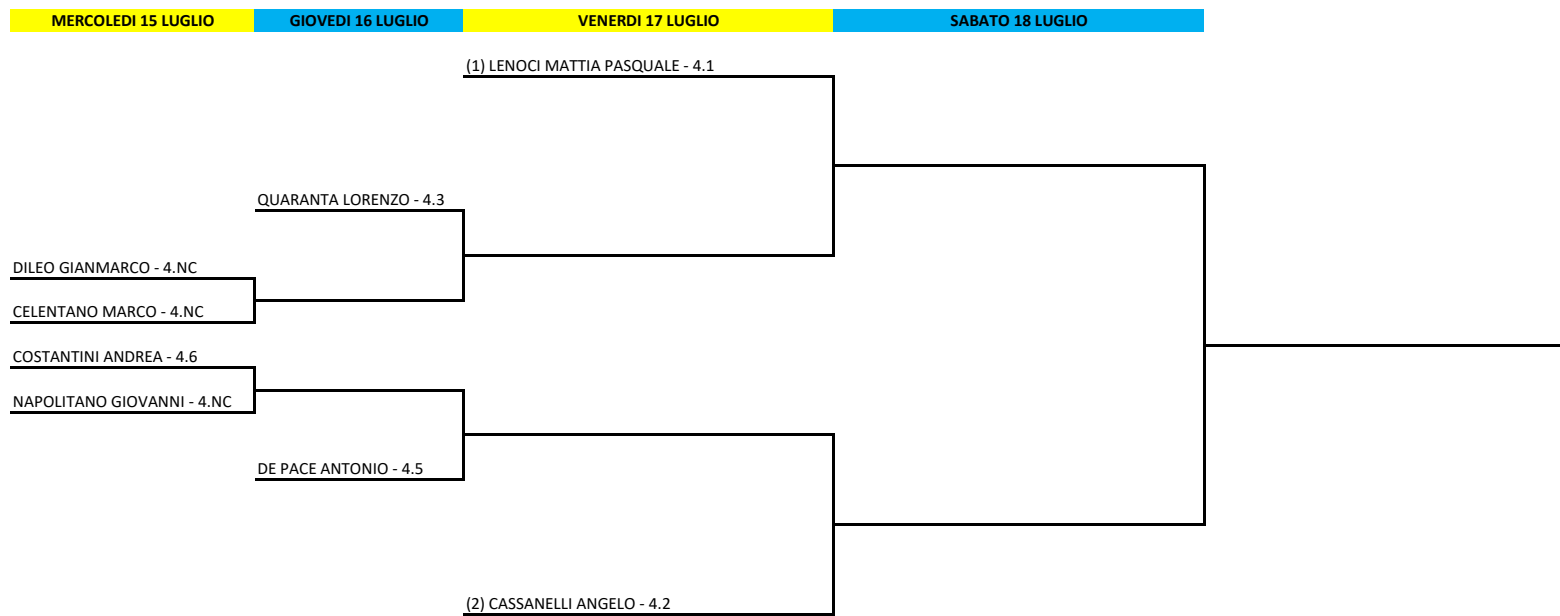 MERCOLEDI 15 LUGLIO GIOVEDI 16 LUGLIO VENERDI 17 LUGLIO SABATO 18 LUGLIO
(1) LENOCI MATTIA PASQUALE - 4.1
QUARANTA LORENZO - 4.3
DILEO GIANMARCO - 4.NC
CELENTANO MARCO - 4.NC
COSTANTINI ANDREA - 4.6
NAPOLITANO GIOVANNI - 4.NC
DE PACE ANTONIO - 4.5
(2) CASSANELLI ANGELO - 4.2